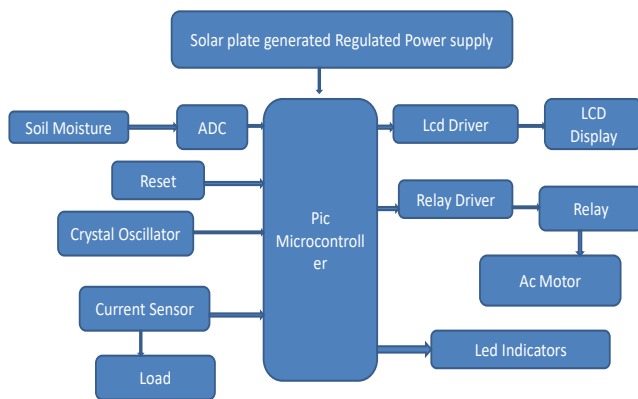 Solar plate generated Regulated Power supply
Soil Moisture
ADC
Lcd Driver
LCD
Display
Reset
Relay Driver
Relay
Crystal Oscillator
Pic
Microcontroll
er
Ac Motor
Current Sensor
Led Indicators
Load